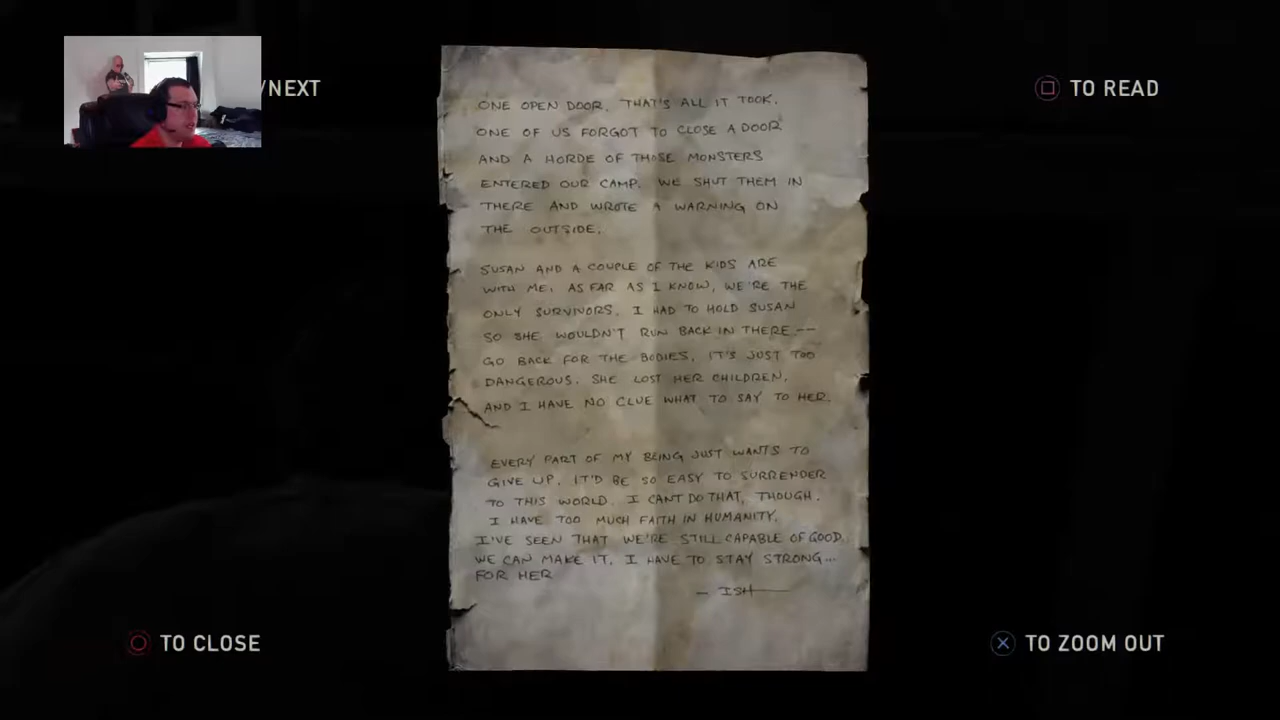 /NEXT
TO READ
ONE OPEN DOOR. THAT'S ALL IT TOOK.
ONE OF US FORGOT TO CLOSE A DOOR
AND A HORDE OF THOSE MONSTERS
ENTERED OUR CAMP. WE SHUT THEM IN
THERE AND WROTE A WARNING ON
THE OUTSIDE.
SUSAN AND A COUPLE OF THE KIDS ARE
WITH ME. AS FAR AS I KNOW, WE'RE THE
ONLY SURVIVORS. I HAD TO HOLD SUSAN
SO SHE WOULDN'T RUN BACK IN THERE --
GO BACK FOR THE BODIES. IT'S JUST TOO
DANGEROUS. SHE LOST HER CHILDREN.
AND I HAVE NO CLUE WHAT TO SAY TO HER.
EVERY PART OF MY BEING JUST WANTS TO
GIVE UP. IT'D BE SO EASY TO SURRENDER
TO THIS WORLD. I CANT DO THAT, THOUGH.
I HAVE TOO MUCH FAITH IN HUMANITY.
I'VE SEEN THAT WE'RE STILL CAPABLE OF GOOD.
WE CAN MAKE IT. I HAVE TO STAY STRONG...
FOR HER
- ISH
TO CLOSE
TO ZOOM OUT